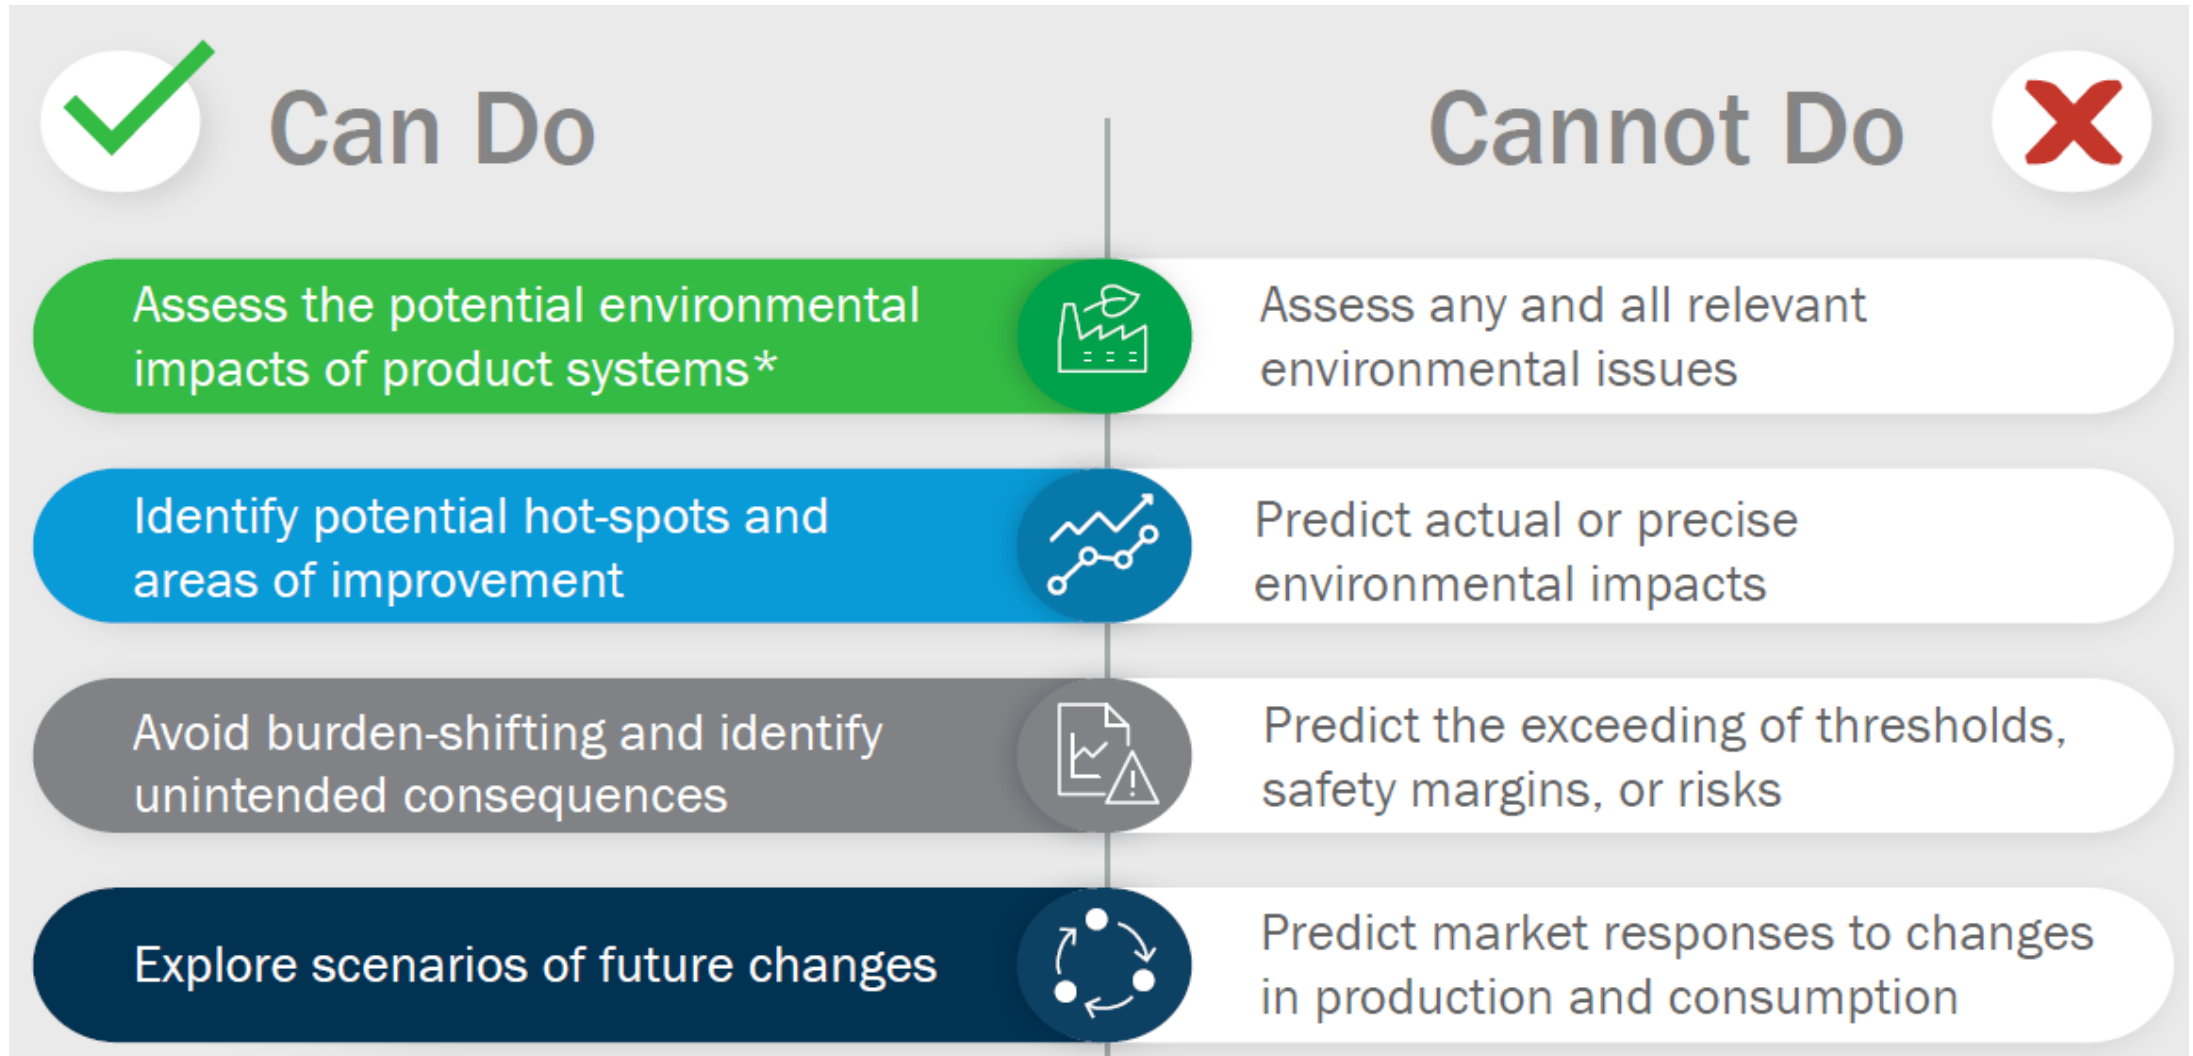 Can Do
Cannot Do
Assess the potential environmental
impacts of product systems*
Assess any and all relevant
environmental issues
Identify potential hot-spots and
areas of improvement
Predict actual or precise
environmental impacts
Avoid burden-shifting and identify
unintended consequences
Predict the exceeding of thresholds,
safety margins, or risks
Explore scenarios of future changes
Predict market responses to changes
in production and consumption